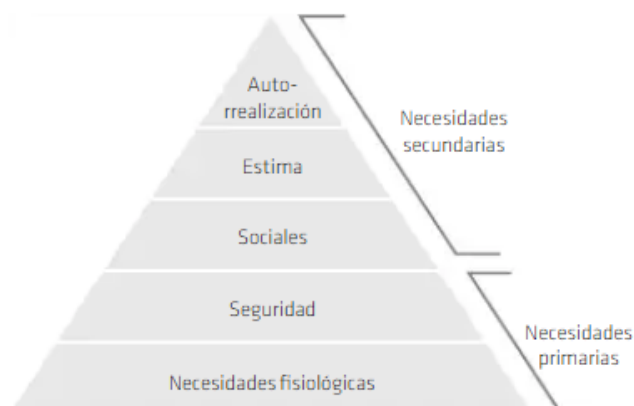 Auto-
rrealización
Necesidades
secundarias
Estima
Sociales
Seguridad
Necesidades
primarias
Necesidades fisiológicas